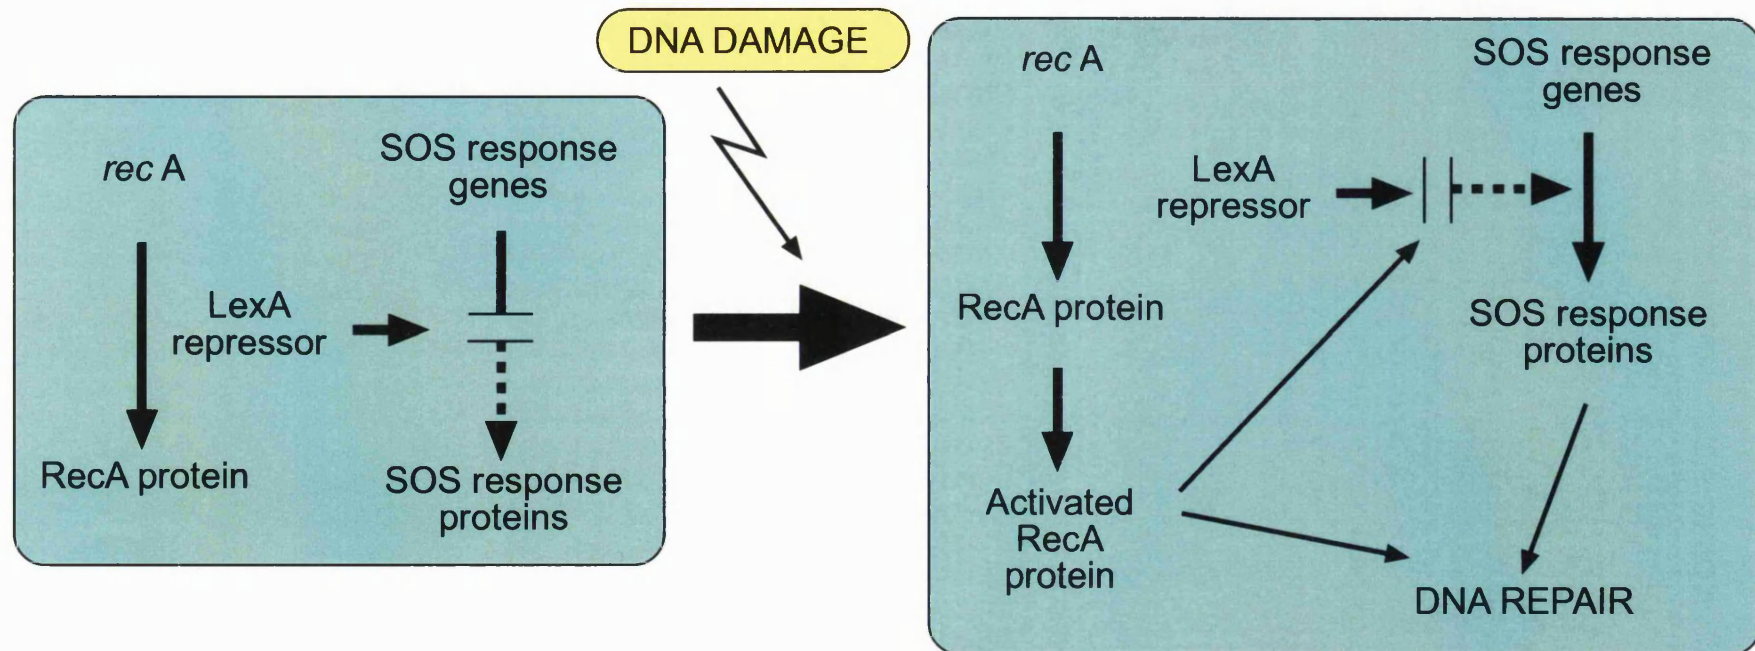 DNA DAMAGE
rec A
SOS response
genes
LexA
repressor
RecA protein
SOS response
proteins
rec A
SOS response
genes
LexA
repressor
RecA protein
SOS response
proteins
Activated
RecA
protein
DNA REPAIR